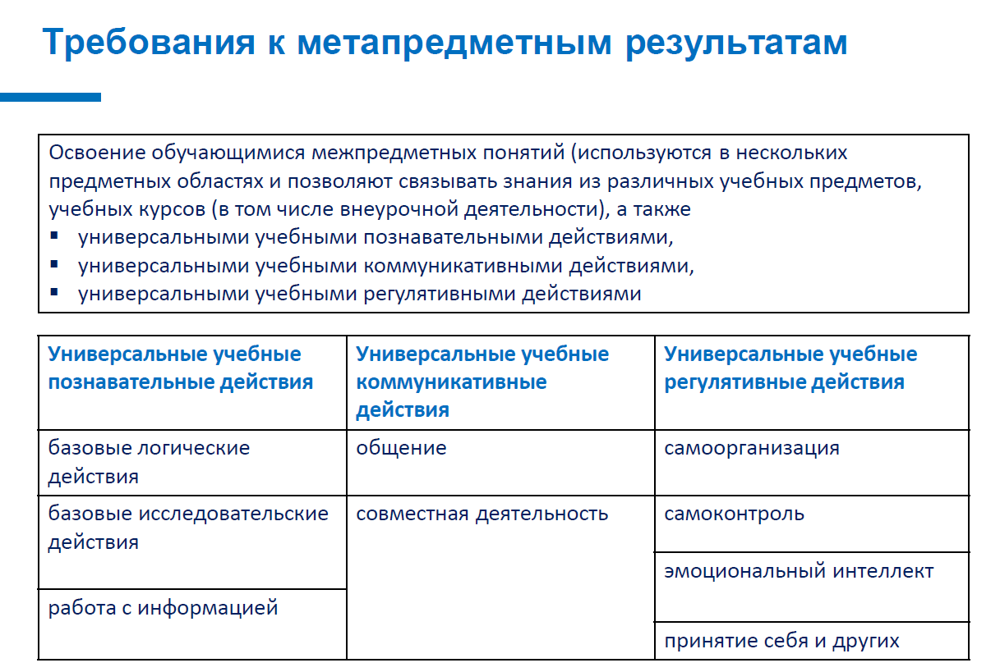 Требования к метапредметным результатам
Освоение обучающимися межпредметных понятий (используются в нескольких
предметных областях и позволяют связывать знания из различных учебных предметов,
учебных курсов (в том числе внеурочной деятельности), а также
▪ универсальными учебными познавательными действиями,
▪ универсальными учебными коммуникативными действиями,
▪ универсальными учебными регулятивными действиями
Универсальные учебные
познавательные действия
Универсальные учебные
коммуникативные
действия
Универсальные учебные
регулятивные действия
базовые логические
действия
общение
самоорганизация
базовые исследовательские
действия
совместная деятельность
самоконтроль
эмоциональный интеллект
работа с информацией
принятие себя и других